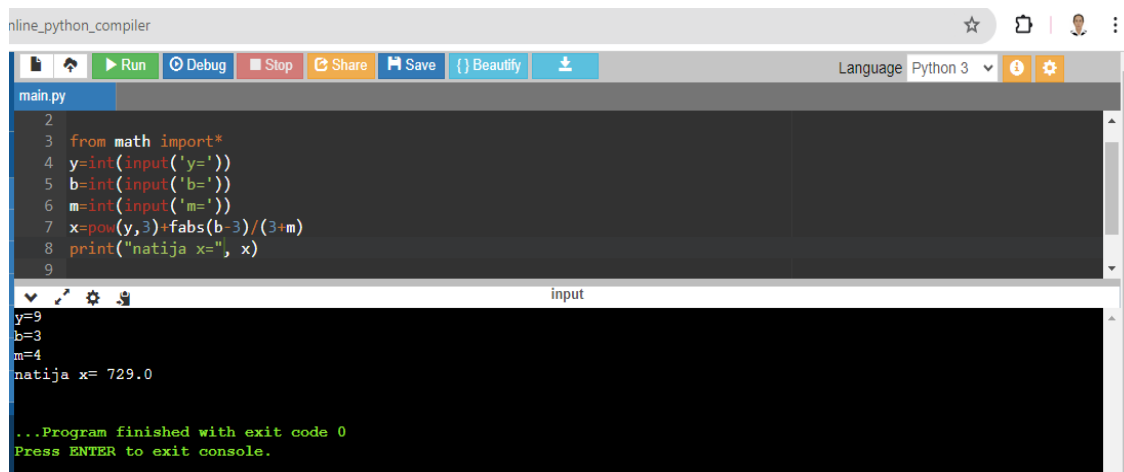 nline_python_compiler
Run Debug Stop Share Save {} Beautify Language Python 3
main.py
2
3 from math import*
4 y=int(input('y='))
5 b=int(input('b='))
6 m=int(input('m='))
7 x=pow(y,3)+fabs(b-3)/(3+m)
8 print("natija x=", x)
9
input
y=9
b=3
m=4
natija x= 729.0
...Program finished with exit code 0
Press ENTER to exit console.